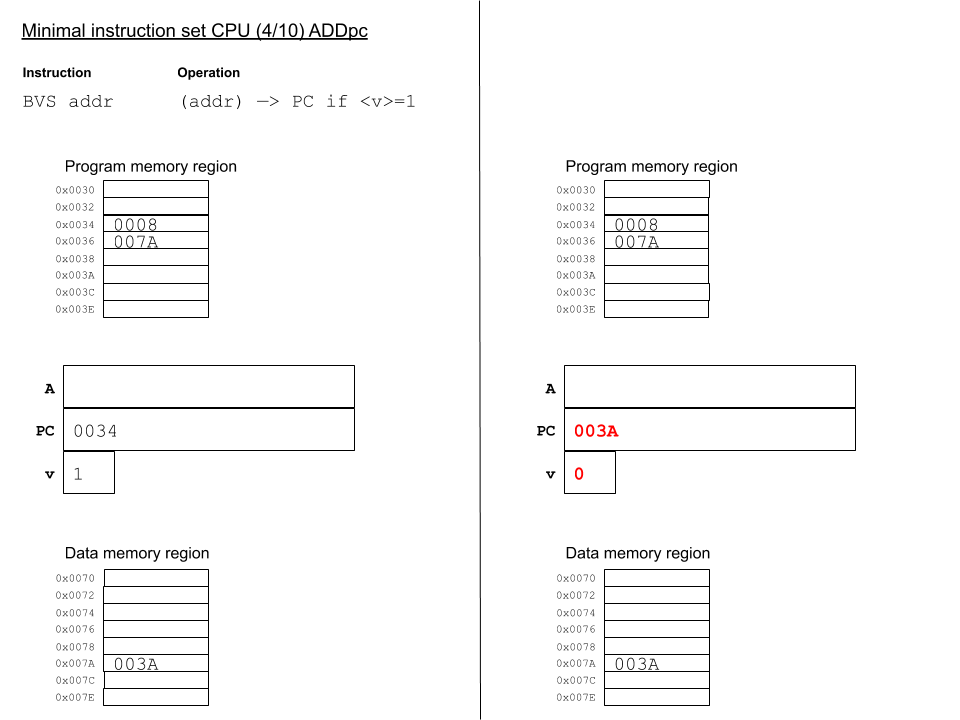 Minimal instruction set CPU (4/10) ADDpc
Instruction Operation
BVS addr (addr) —> PC if <v>=1
Program memory region
0x0030
0x0032
0x0034 0008
0x0036 007A
0x0038
0x003A
0x003C
0x003E
A
PC 0034
v 1
Data memory region
0x0070
0x0072
0x0074
0x0076
0x0078
0x007A 003A
0x007C
0x007E
Program memory region
0x0030
0x0032
0x0034 0008
0x0036 007A
0x0038
0x003A
0x003C
0x003E
A
PC 003A
v 0
Data memory region
0x0070
0x0072
0x0074
0x0076
0x0078
0x007A 003A
0x007C
0x007E